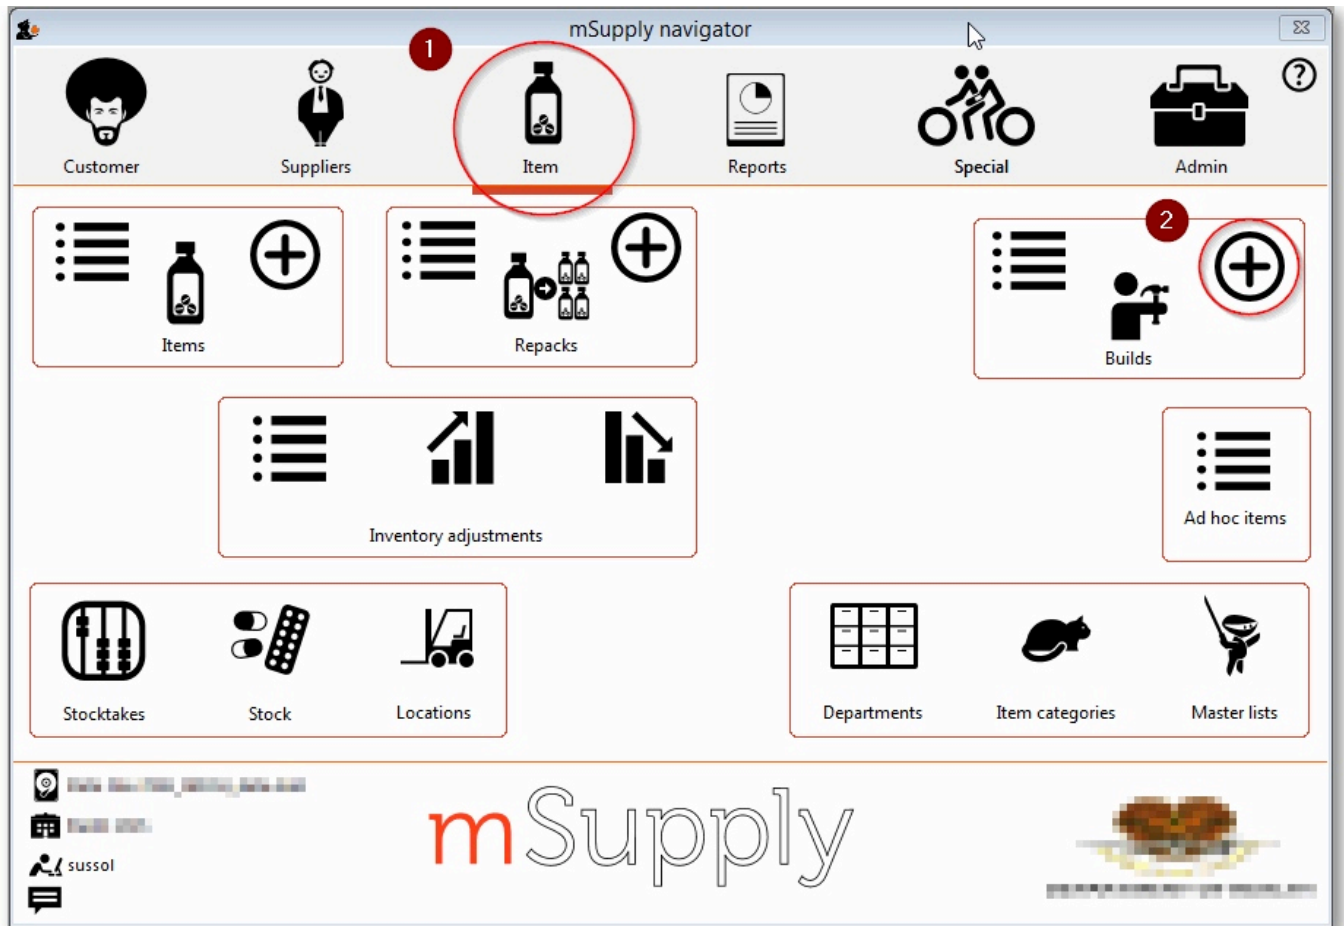 mSupply navigator
1
Customer
Suppliers
Item
Reports
Special
Admin
?
2
Items
Repacks
Builds
Inventory adjustments
Ad hoc items
Stocktakes
Stock
Locations
Departments
Item categories
Master lists
sussol
mSupply